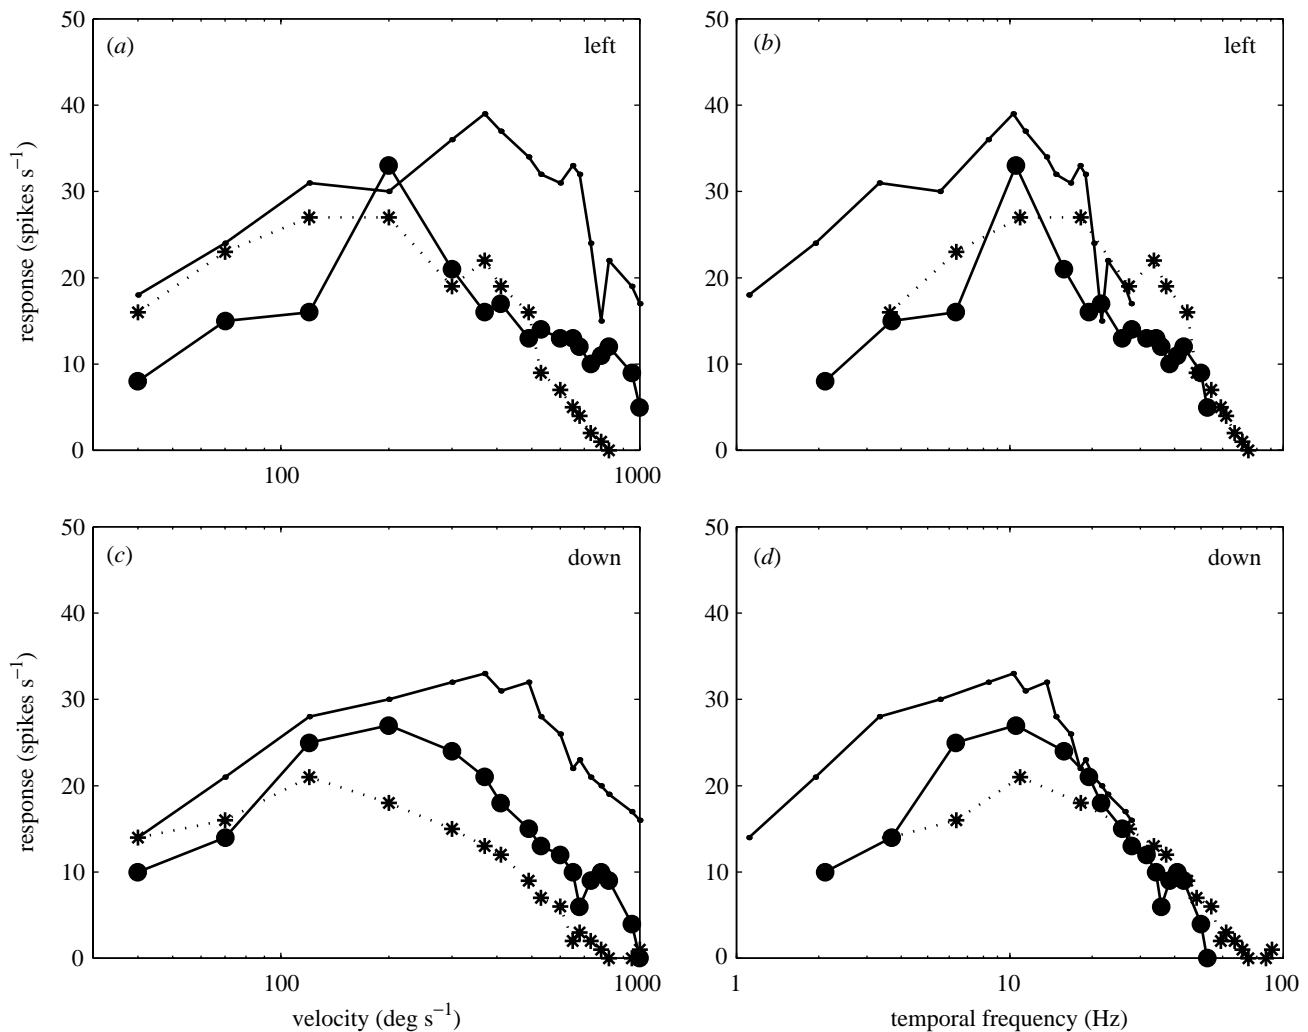 50
40
30
20
10
0
response (spikes s⁻¹)
(a)
left
100
1000
50
40
30
20
10
0
(b)
left
50
40
30
20
10
0
response (spikes s⁻¹)
(c)
down
100
1000
velocity (deg s⁻¹)
50
40
30
20
10
0
(d)
down
1
10
100
temporal frequency (Hz)